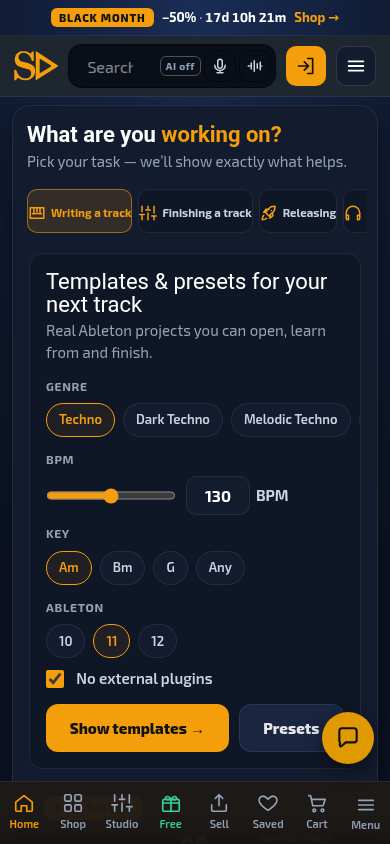 BLACK MONTH −50% · 17d 10h 21m Shop →
Search AI off
What are you working on?
Pick your task — we'll show exactly what helps.
Writing a track Finishing a track Releasing
Templates & presets for your
next track
Real Ableton projects you can open, learn
from and finish.
GENRE
Techno Dark Techno Melodic Techno
BPM
130 BPM
KEY
Am Bm G Any
ABLETON
10 11 12
No external plugins
Show templates → Presets
Home Shop Studio Free Sell Saved Cart Menu